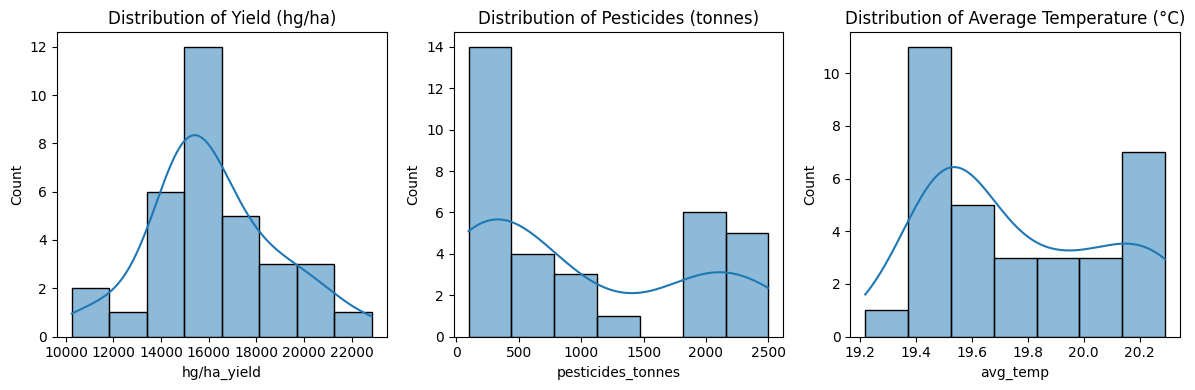 Distribution of Yield (hg/ha)
Count
12
10
8
6
4
2
0
10000 12000 14000 16000 18000 20000 22000
hg/ha_yield
Distribution of Pesticides (tonnes)
Count
14
12
10
8
6
4
2
0
0 500 1000 1500 2000 2500
pesticides_tonnes
Distribution of Average Temperature (°C)
Count
10
8
6
4
2
0
19.2 19.4 19.6 19.8 20.0 20.2
avg_temp